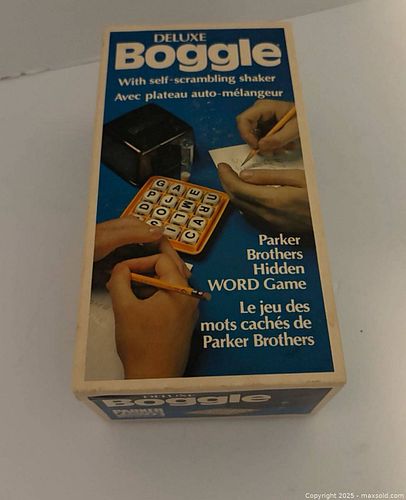 DELUXE
Boggle
With self-scrambling shaker
Avec plateau auto-mélangeur
Parker
Brothers
Hidden
WORD Game
Le jeu des
mots cachés de
Parker Brothers
DELUXE
Boggle
PARKER
Copyright © 2025 - maxsold.com